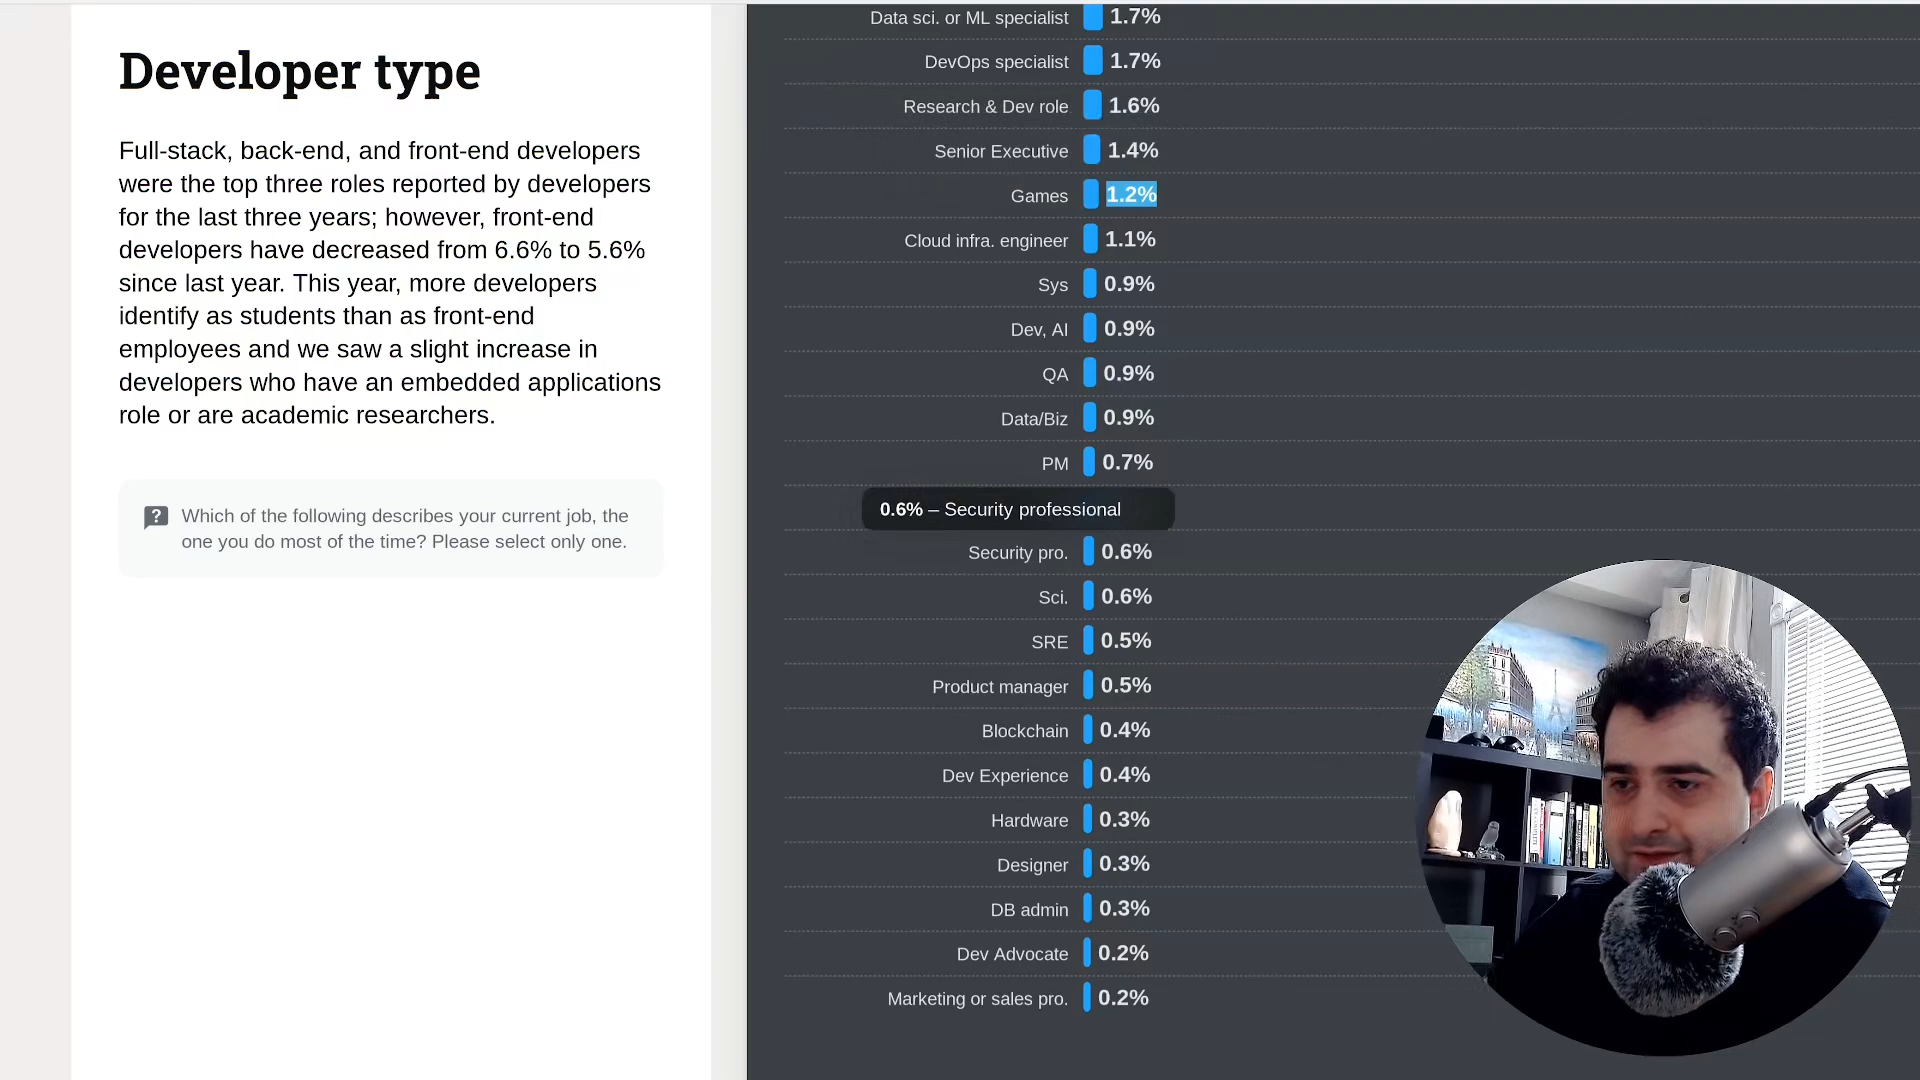 Developer type
Full-stack, back-end, and front-end developers
were the top three roles reported by developers
for the last three years; however, front-end
developers have decreased from 6.6% to 5.6%
since last year. This year, more developers
identify as students than as front-end
employees and we saw a slight increase in
developers who have an embedded applications
role or are academic researchers.
Which of the following describes your current job, the
one you do most of the time? Please select only one.
Data sci. or ML specialist 1.7%
DevOps specialist 1.7%
Research & Dev role 1.6%
Senior Executive 1.4%
Games 1.2%
Cloud infra. engineer 1.1%
Sys 0.9%
Dev, AI 0.9%
QA 0.9%
Data/Biz 0.9%
PM 0.7%
0.6% – Security professional
Security pro. 0.6%
Sci. 0.6%
SRE 0.5%
Product manager 0.5%
Blockchain 0.4%
Dev Experience 0.4%
Hardware 0.3%
Designer 0.3%
DB admin 0.3%
Dev Advocate 0.2%
Marketing or sales pro. 0.2%